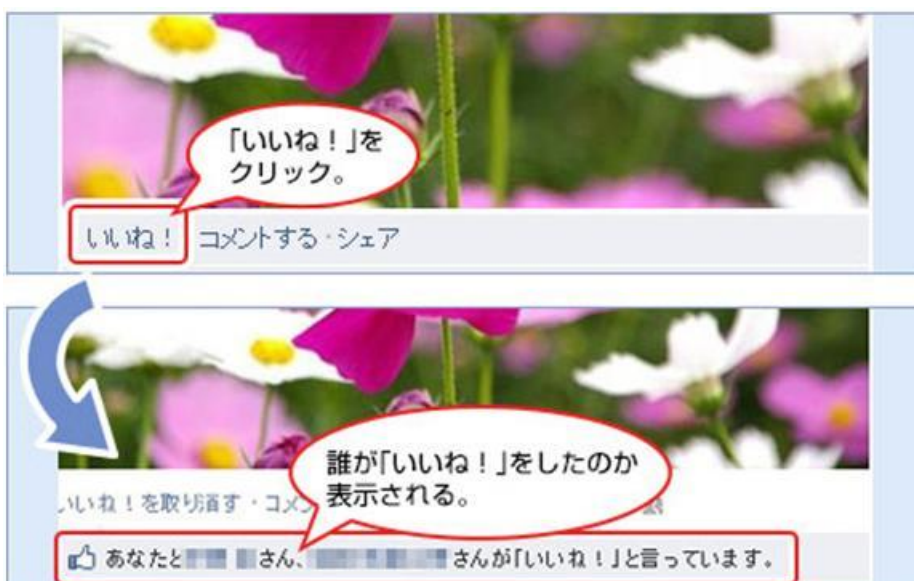 「いいね！」を
クリック。
いいね！ コメントする・シェア
誰が「いいね！」をしたのか
表示される。
いいね！を取り消す・コメ
あなたと さん、 さんが「いいね！」と言っています。